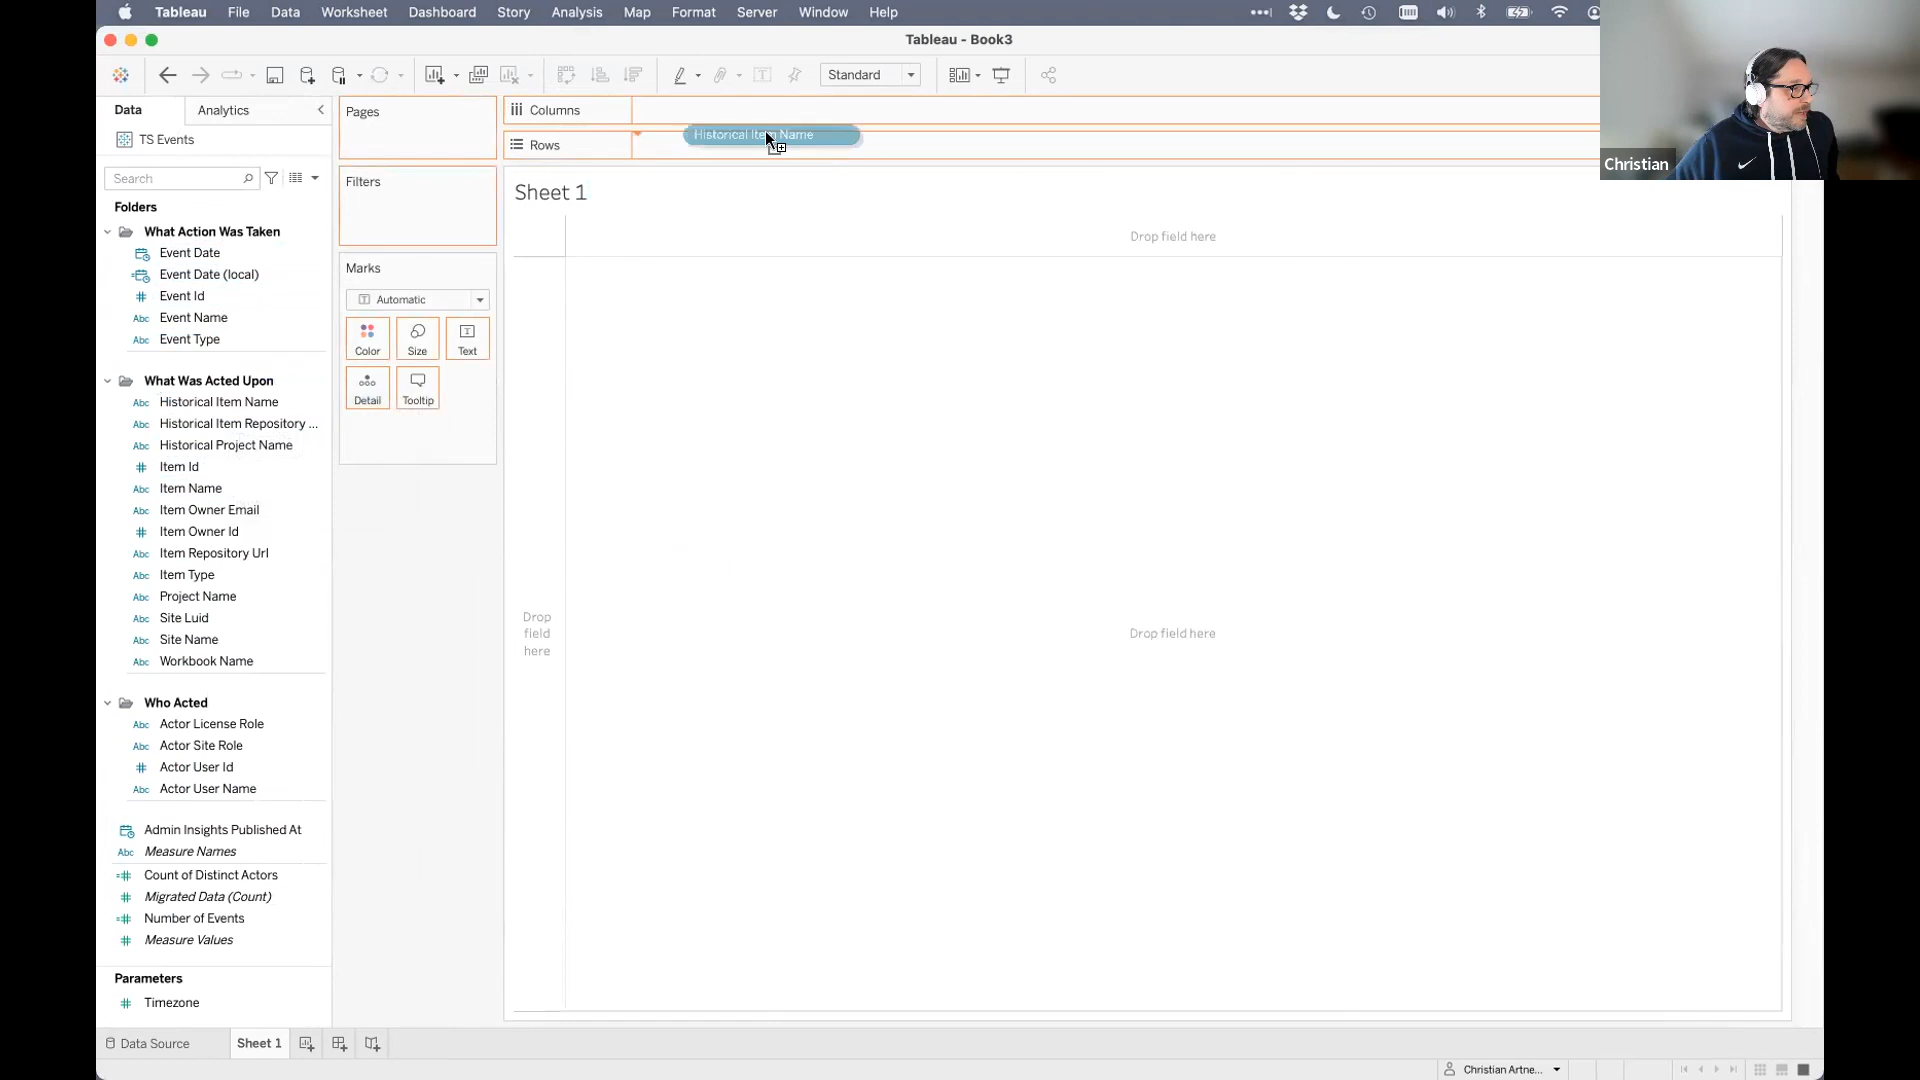 Tableau File Data Worksheet Dashboard Story Analysis Map Format Server Window Help
Tableau - Book3
Standard
Data Analytics
Pages
Columns
TS Events
Historical Item Name
Rows
Christian
Search
Filters
Sheet 1
Folders
What Action Was Taken
Event Date
Event Date (local)
Event Id
Event Name
Event Type
Drop field here
Marks
Automatic
Color Size Text
Detail Tooltip
What Was Acted Upon
Historical Item Name
Historical Item Repository ...
Historical Project Name
Item Id
Item Name
Item Owner Email
Item Owner Id
Item Repository Url
Item Type
Project Name
Site Luid
Site Name
Workbook Name
Drop
field
here
Drop field here
Who Acted
Actor License Role
Actor Site Role
Actor User Id
Actor User Name
Admin Insights Published At
Measure Names
Count of Distinct Actors
Migrated Data (Count)
Number of Events
Measure Values
Parameters
Timezone
Data Source Sheet 1
Christian Artne...